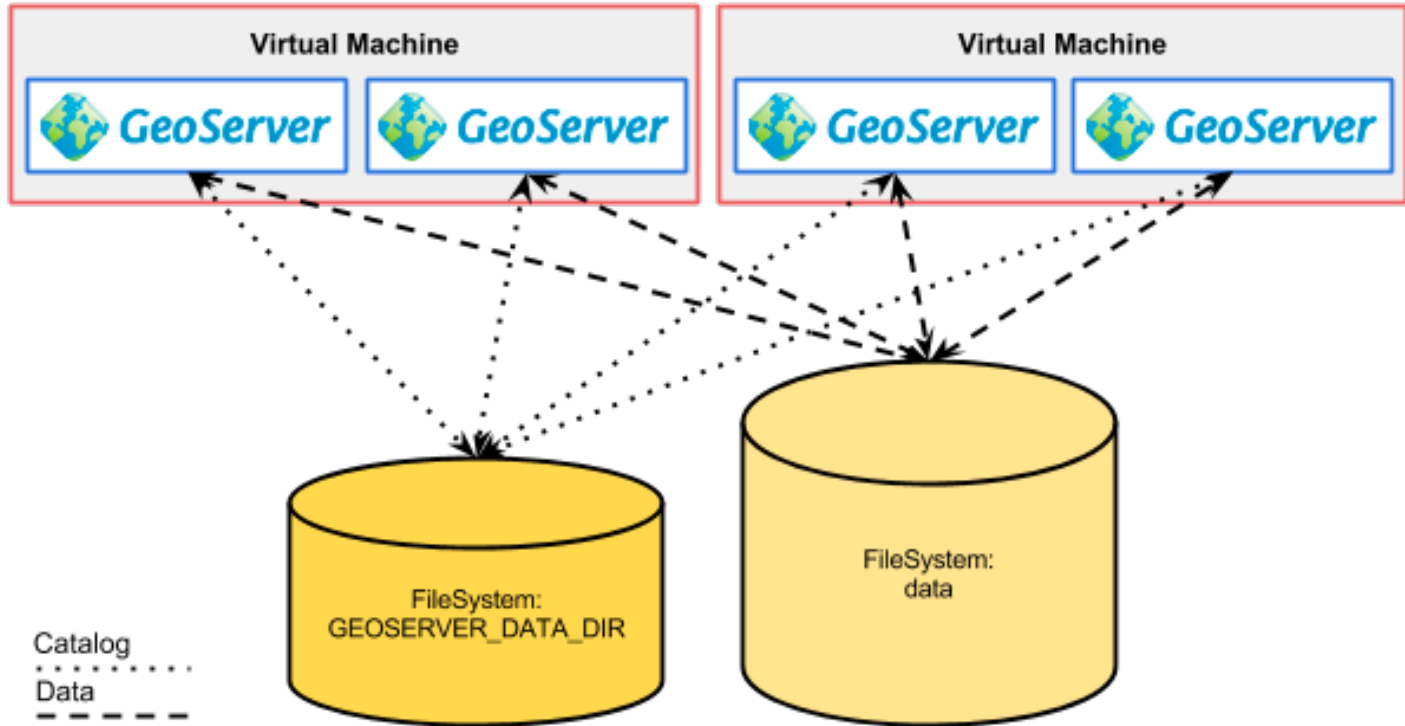 Virtual Machine
Virtual Machine
GeoServer
GeoServer
GeoServer
GeoServer
FileSystem:
data
FileSystem:
GEOSERVER_DATA_DIR
Catalog
Data